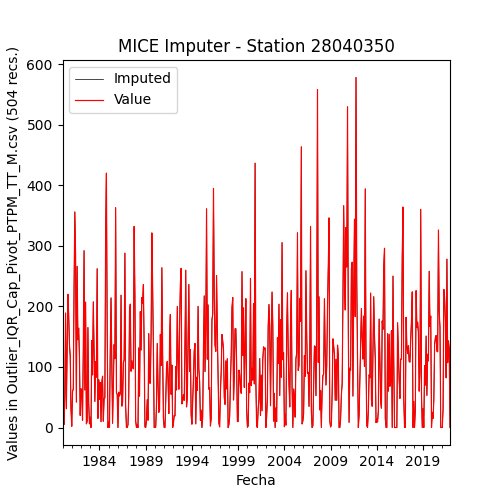 MICE Imputer - Station 28040350
Imputed
Value
600
500
400
300
200
100
0
Values in Outlier_IQR_Cap_Pivot_PTPM_TT_M.csv (504 recs.)
1984 1989 1994 1999 2004 2009 2014 2019
Fecha